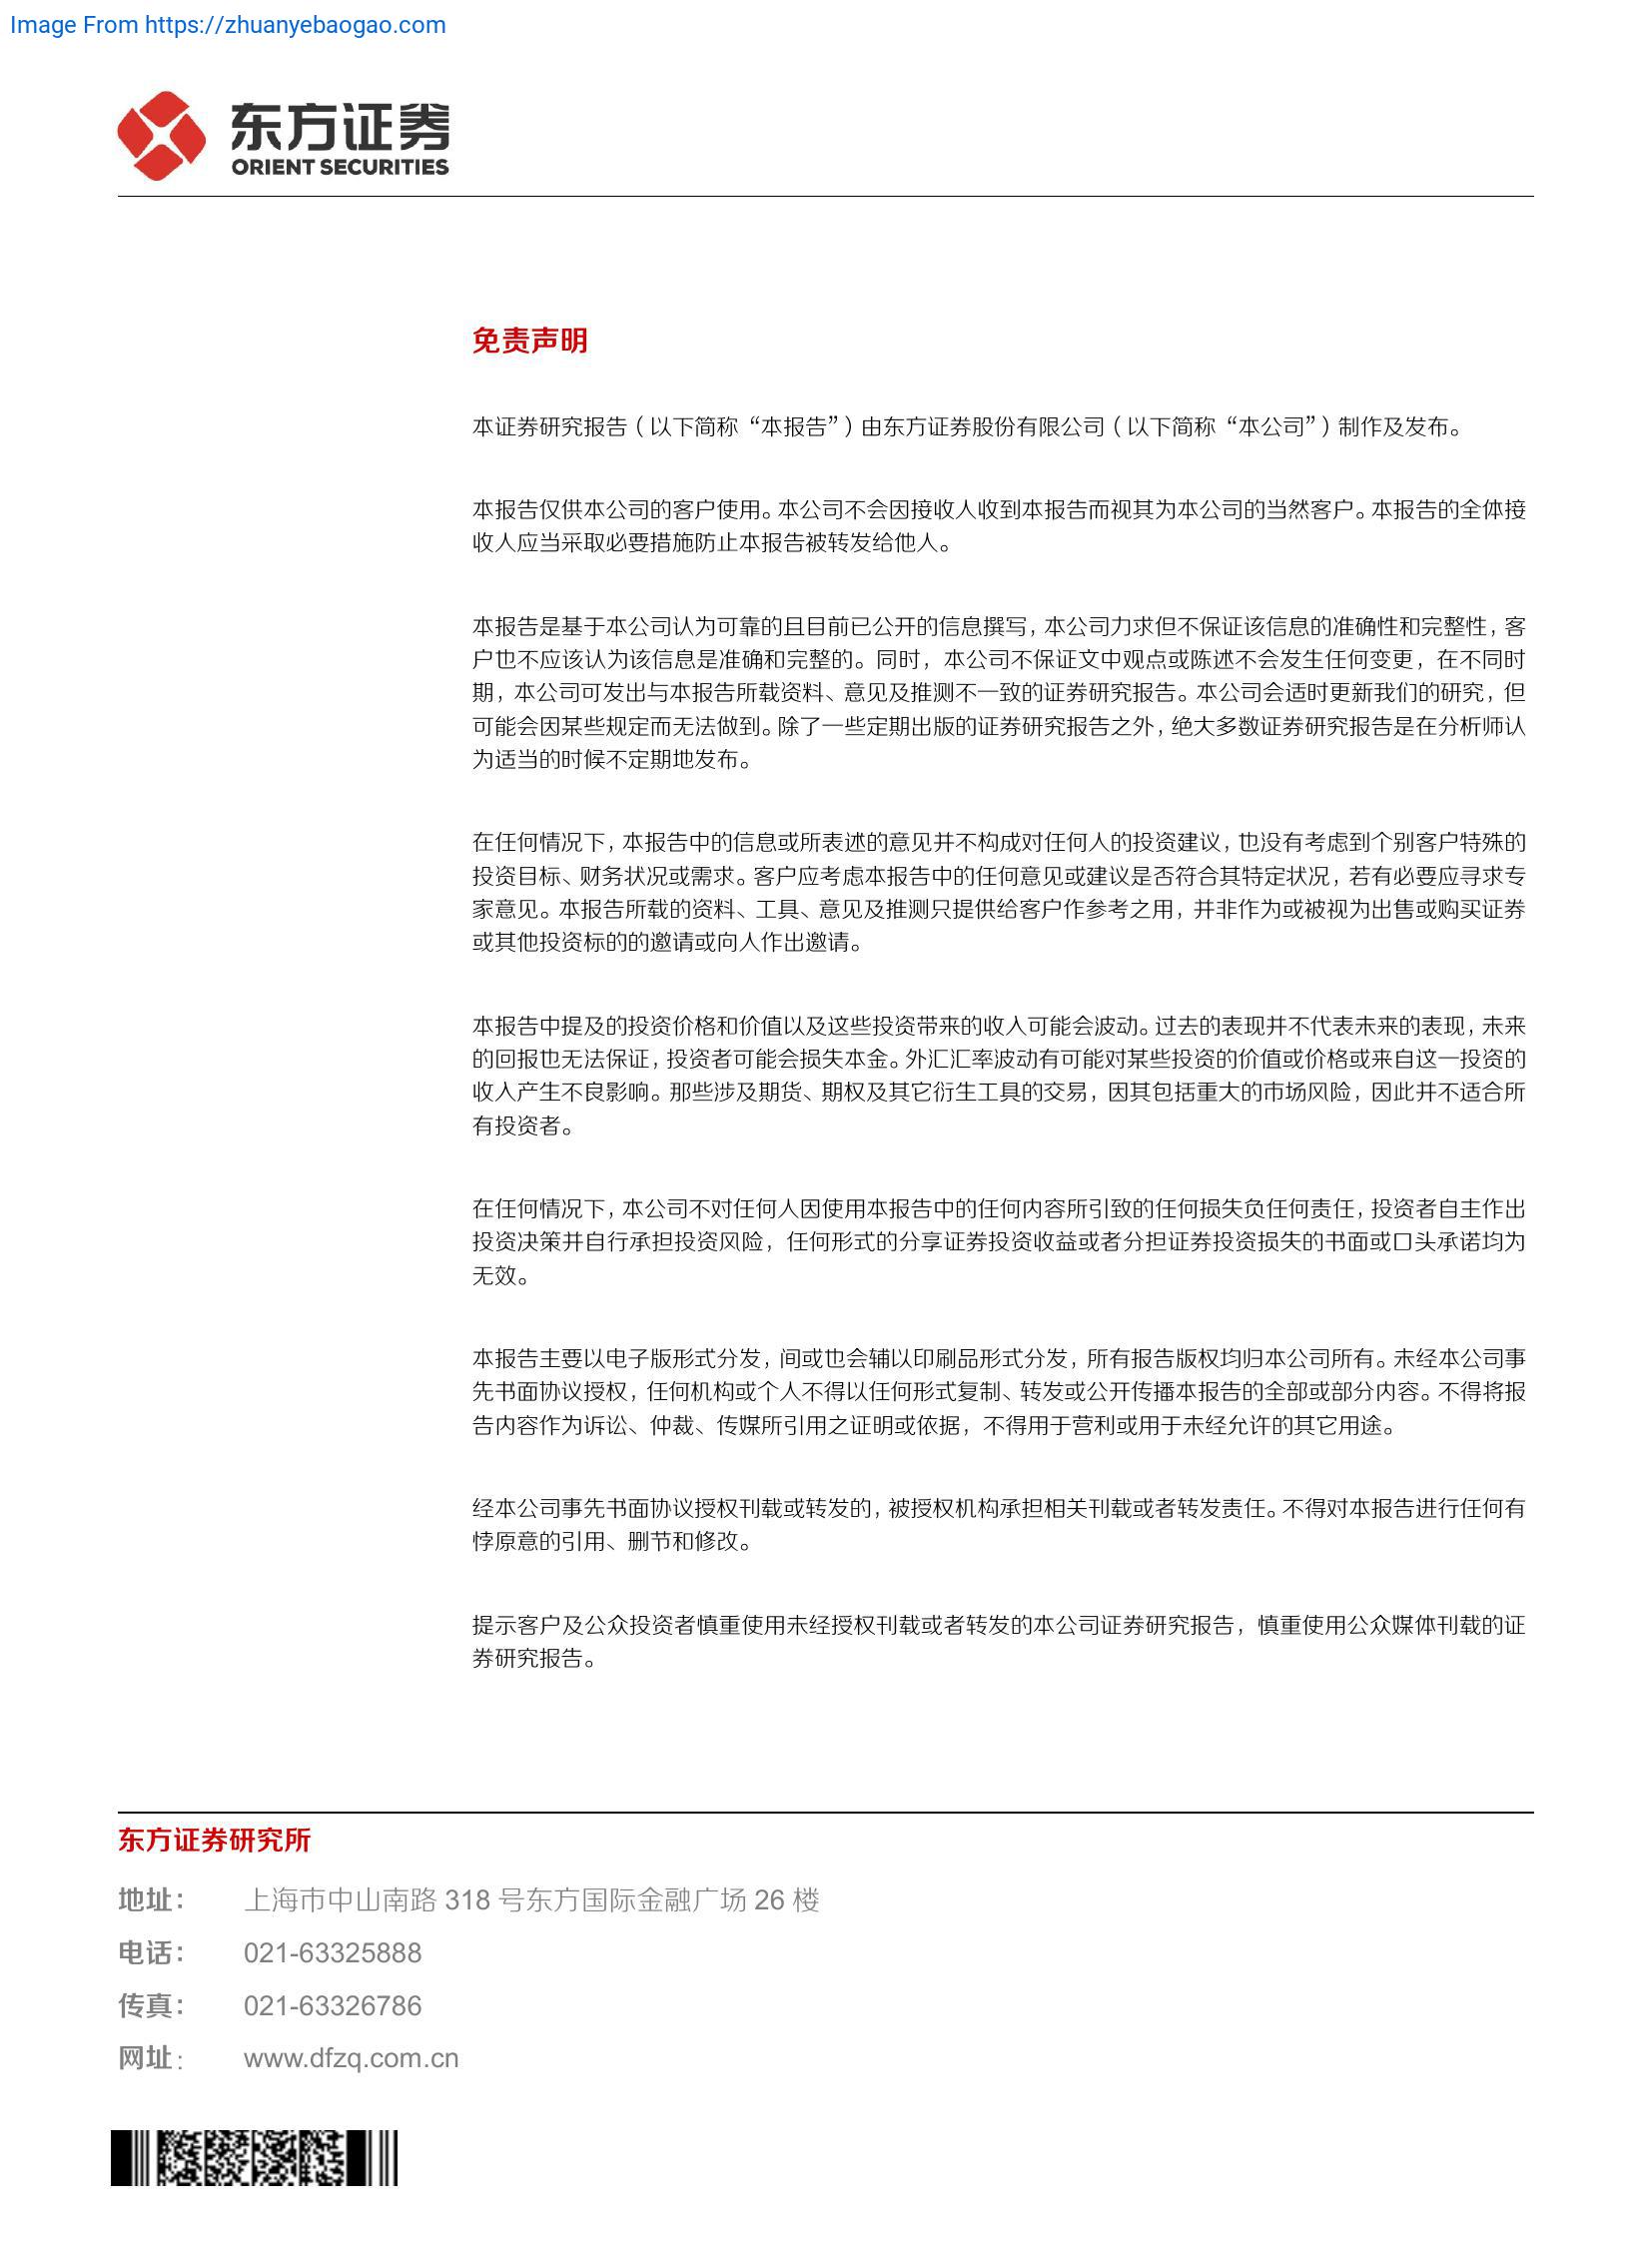 Image From https://zhuanyebaogao.com
东方证券
ORIENT SECURITIES
免责声明
本证券研究报告（以下简称“本报告”）由东方证券股份有限公司（以下简称“本公司”）制作及发布。
本报告仅供本公司的客户使用。本公司不会因接收人收到本报告而视其为本公司的当然客户。本报告的全体接
收人应当采取必要措施防止本报告被转发给他人。
本报告是基于本公司认为可靠的且目前已公开的信息撰写，本公司力求但不保证该信息的准确性和完整性，客
户也不应该认为该信息是准确和完整的。同时，本公司不保证文中观点或陈述不会发生任何变更，在不同时
期，本公司可发出与本报告所载资料、意见及推测不一致的证券研究报告。本公司会适时更新我们的研究，但
可能会因某些规定而无法做到。除了一些定期出版的证券研究报告之外，绝大多数证券研究报告是在分析师认
为适当的时候不定期地发布。
在任何情况下，本报告中的信息或所表述的意见并不构成对任何人的投资建议，也没有考虑到个别客户特殊的
投资目标、财务状况或需求。客户应考虑本报告中的任何意见或建议是否符合其特定状况，若有必要应寻求专
家意见。本报告所载的资料、工具、意见及推测只提供给客户作参考之用，并非作为或被视为出售或购买证券
或其他投资标的的邀请或向人作出邀请。
本报告中提及的投资价格和价值以及这些投资带来的收入可能会波动。过去的表现并不代表未来的表现，未来
的回报也无法保证，投资者可能会损失本金。外汇汇率波动有可能对某些投资的价值或价格或来自这一投资的
收入产生不良影响。那些涉及期货、期权及其它衍生工具的交易，因其包括重大的市场风险，因此并不适合所
有投资者。
在任何情况下，本公司不对任何人因使用本报告中的任何内容所引致的任何损失负任何责任，投资者自主作出
投资决策并自行承担投资风险，任何形式的分享证券投资收益或者分担证券投资损失的书面或口头承诺均为
无效。
本报告主要以电子版形式分发，间或也会辅以印刷品形式分发，所有报告版权均归本公司所有。未经本公司事
先书面协议授权，任何机构或个人不得以任何形式复制、转发或公开传播本报告的全部或部分内容。不得将报
告内容作为诉讼、仲裁、传媒所引用之证明或依据，不得用于营利或用于未经允许的其它用途。
经本公司事先书面协议授权刊载或转发的，被授权机构承担相关刊载或者转发责任。不得对本报告进行任何有
悖原意的引用、删节和修改。
提示客户及公众投资者慎重使用未经授权刊载或者转发的本公司证券研究报告，慎重使用公众媒体刊载的证
券研究报告。
东方证券研究所
地址： 上海市中山南路 318 号东方国际金融广场 26 楼
电话： 021-63325888
传真： 021-63326786
网址： www.dfzq.com.cn